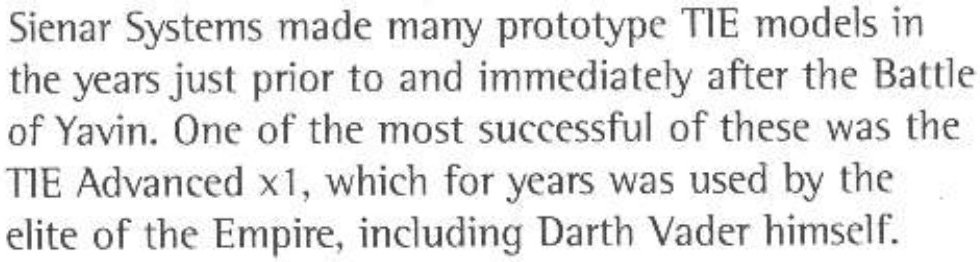 Sienar Systems made many prototype TIE models in
the years just prior to and immediately after the Battle
of Yavin. One of the most successful of these was the
TIE Advanced x1, which for years was used by the
elite of the Empire, including Darth Vader himself.